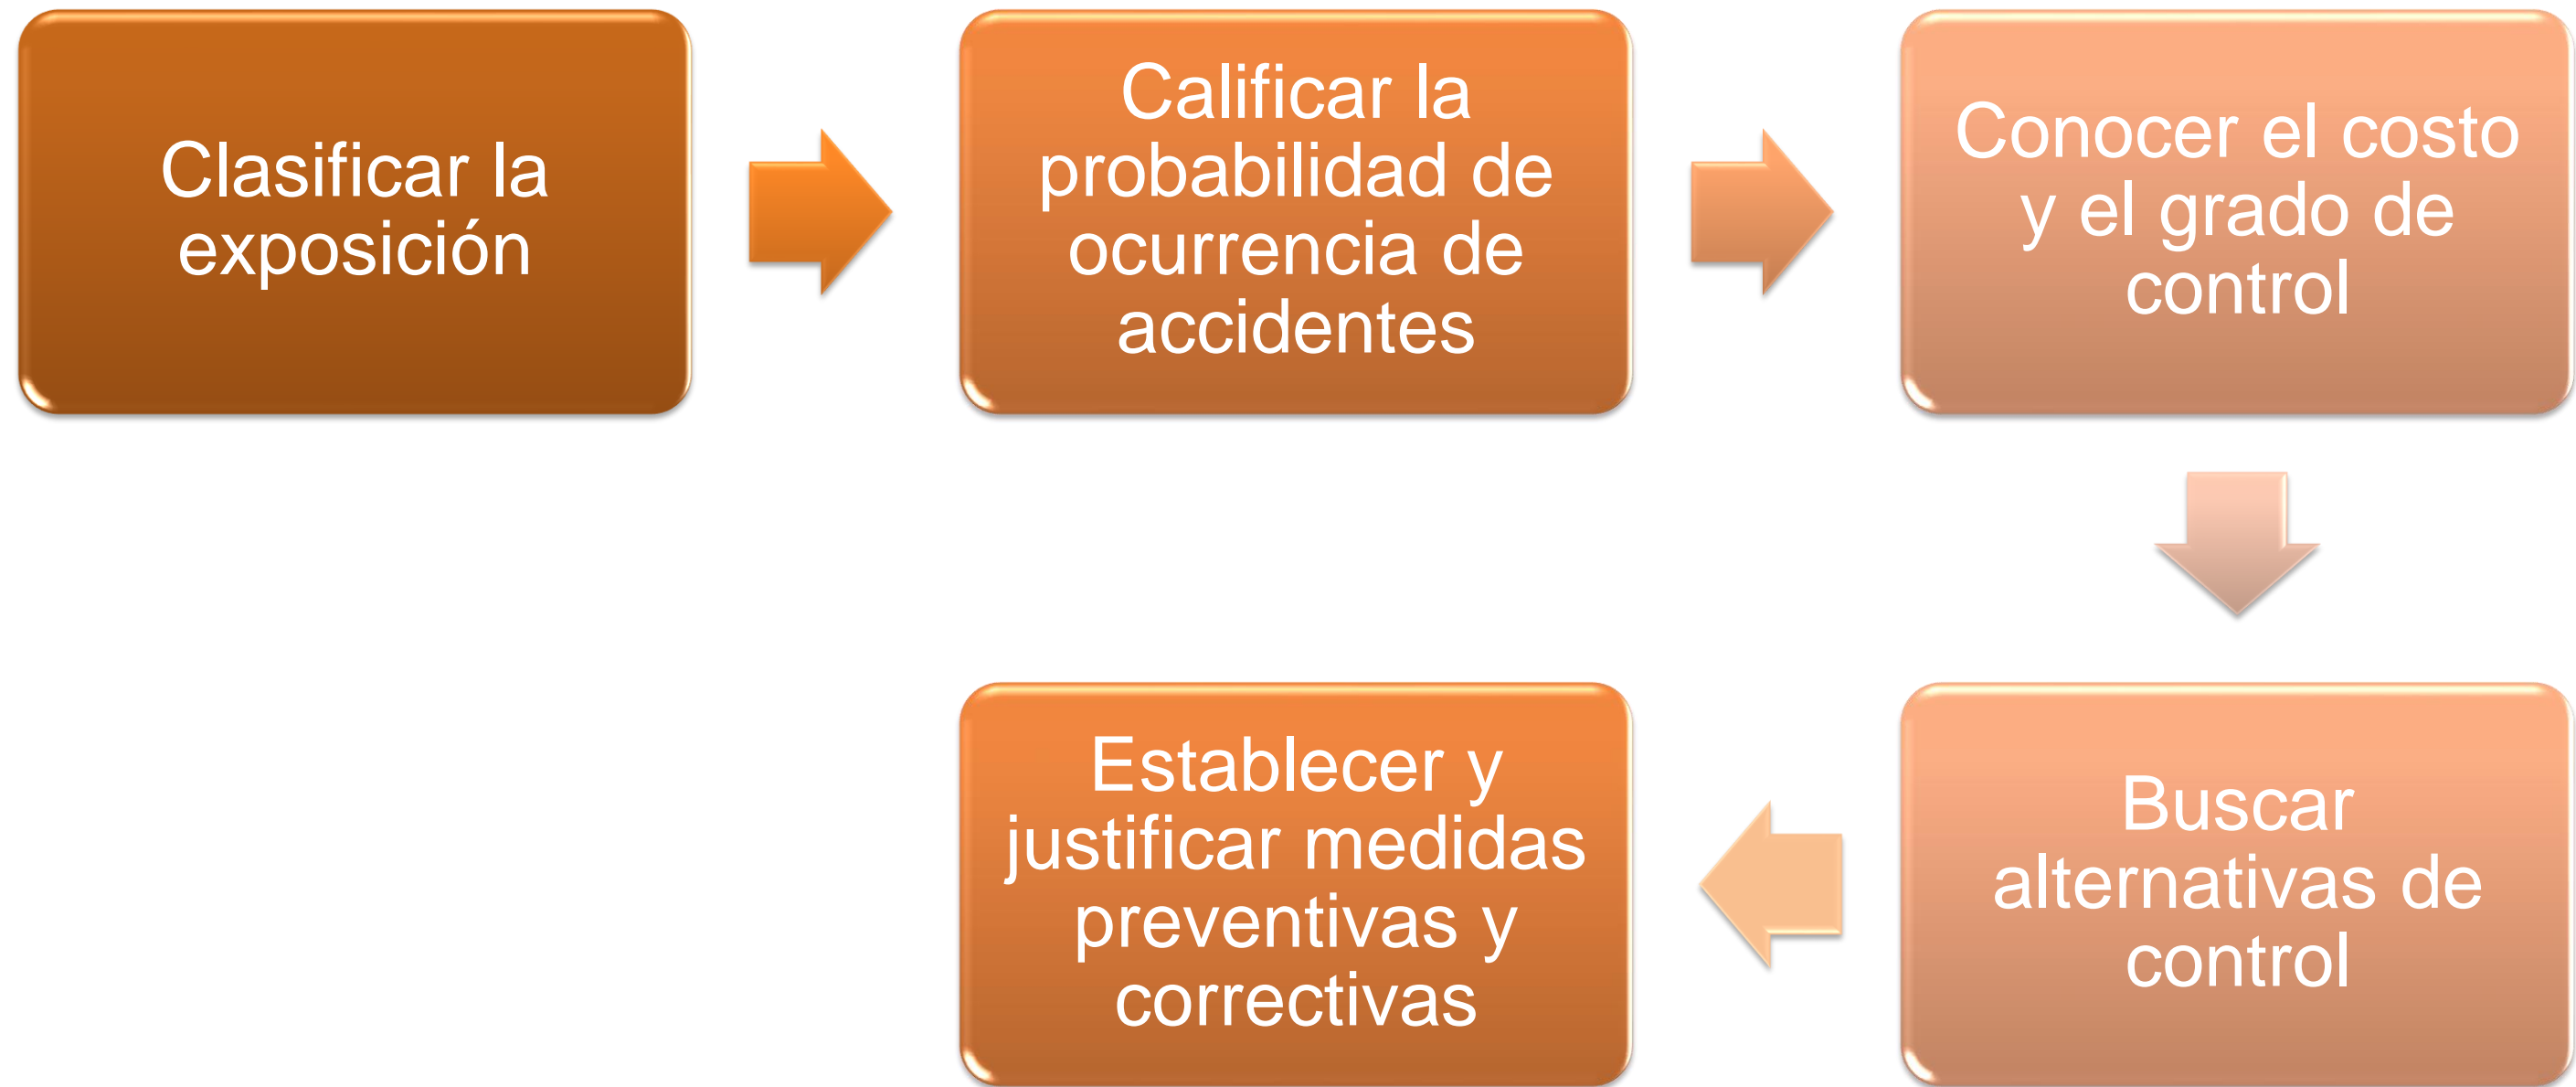 Clasificar la
exposición
Calificar la
probabilidad de
ocurrencia de
accidentes
Conocer el costo
y el grado de
control
Buscar
alternativas de
control
Establecer y
justificar medidas
preventivas y
correctivas